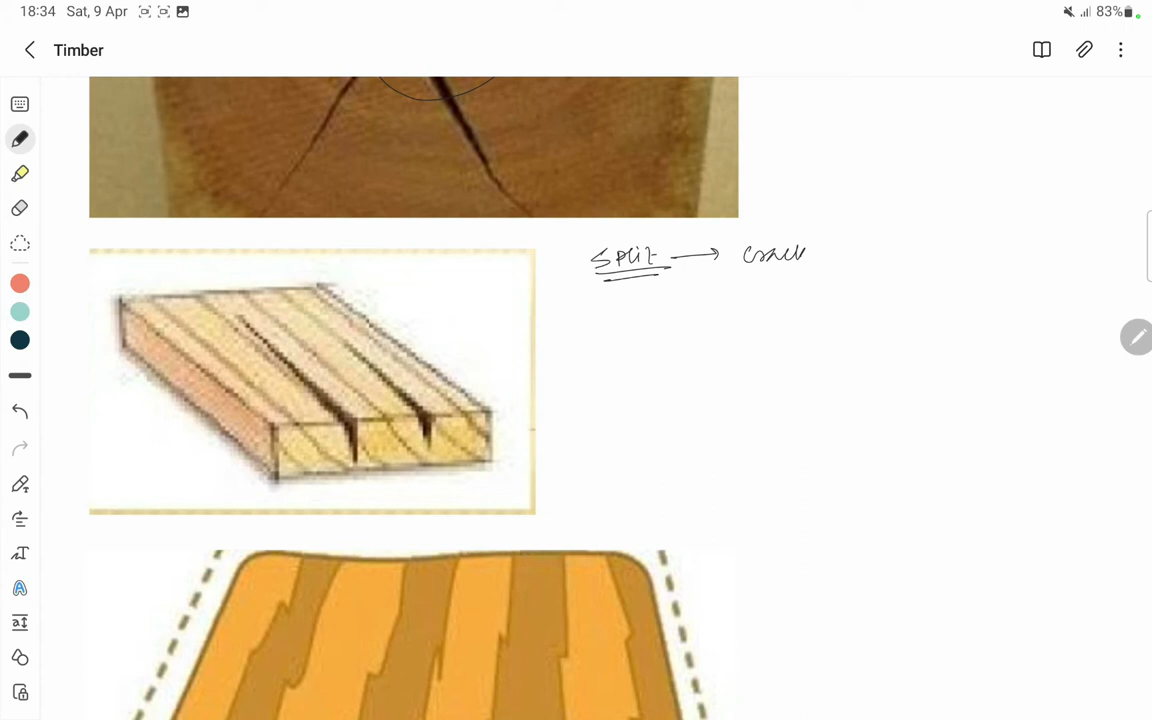 18:34 Sat, 9 Apr 83%
Timber
Split → crack